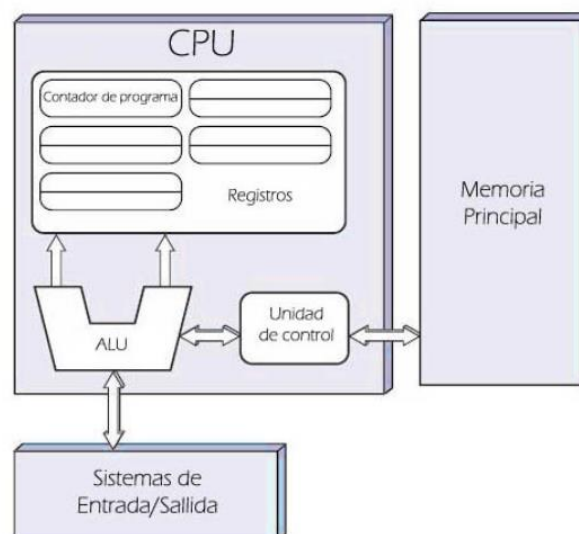 CPU
Contador de programa
Registros
Memoria
Principal
Unidad
de control
ALU
Sistemas de
Entrada/Sallida